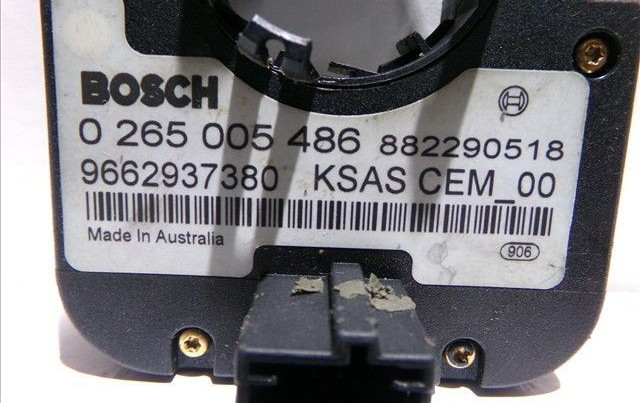 BOSCH
0 265 005 486 882290518
9662937380 KSAS CEM_00
Made In Australia
906